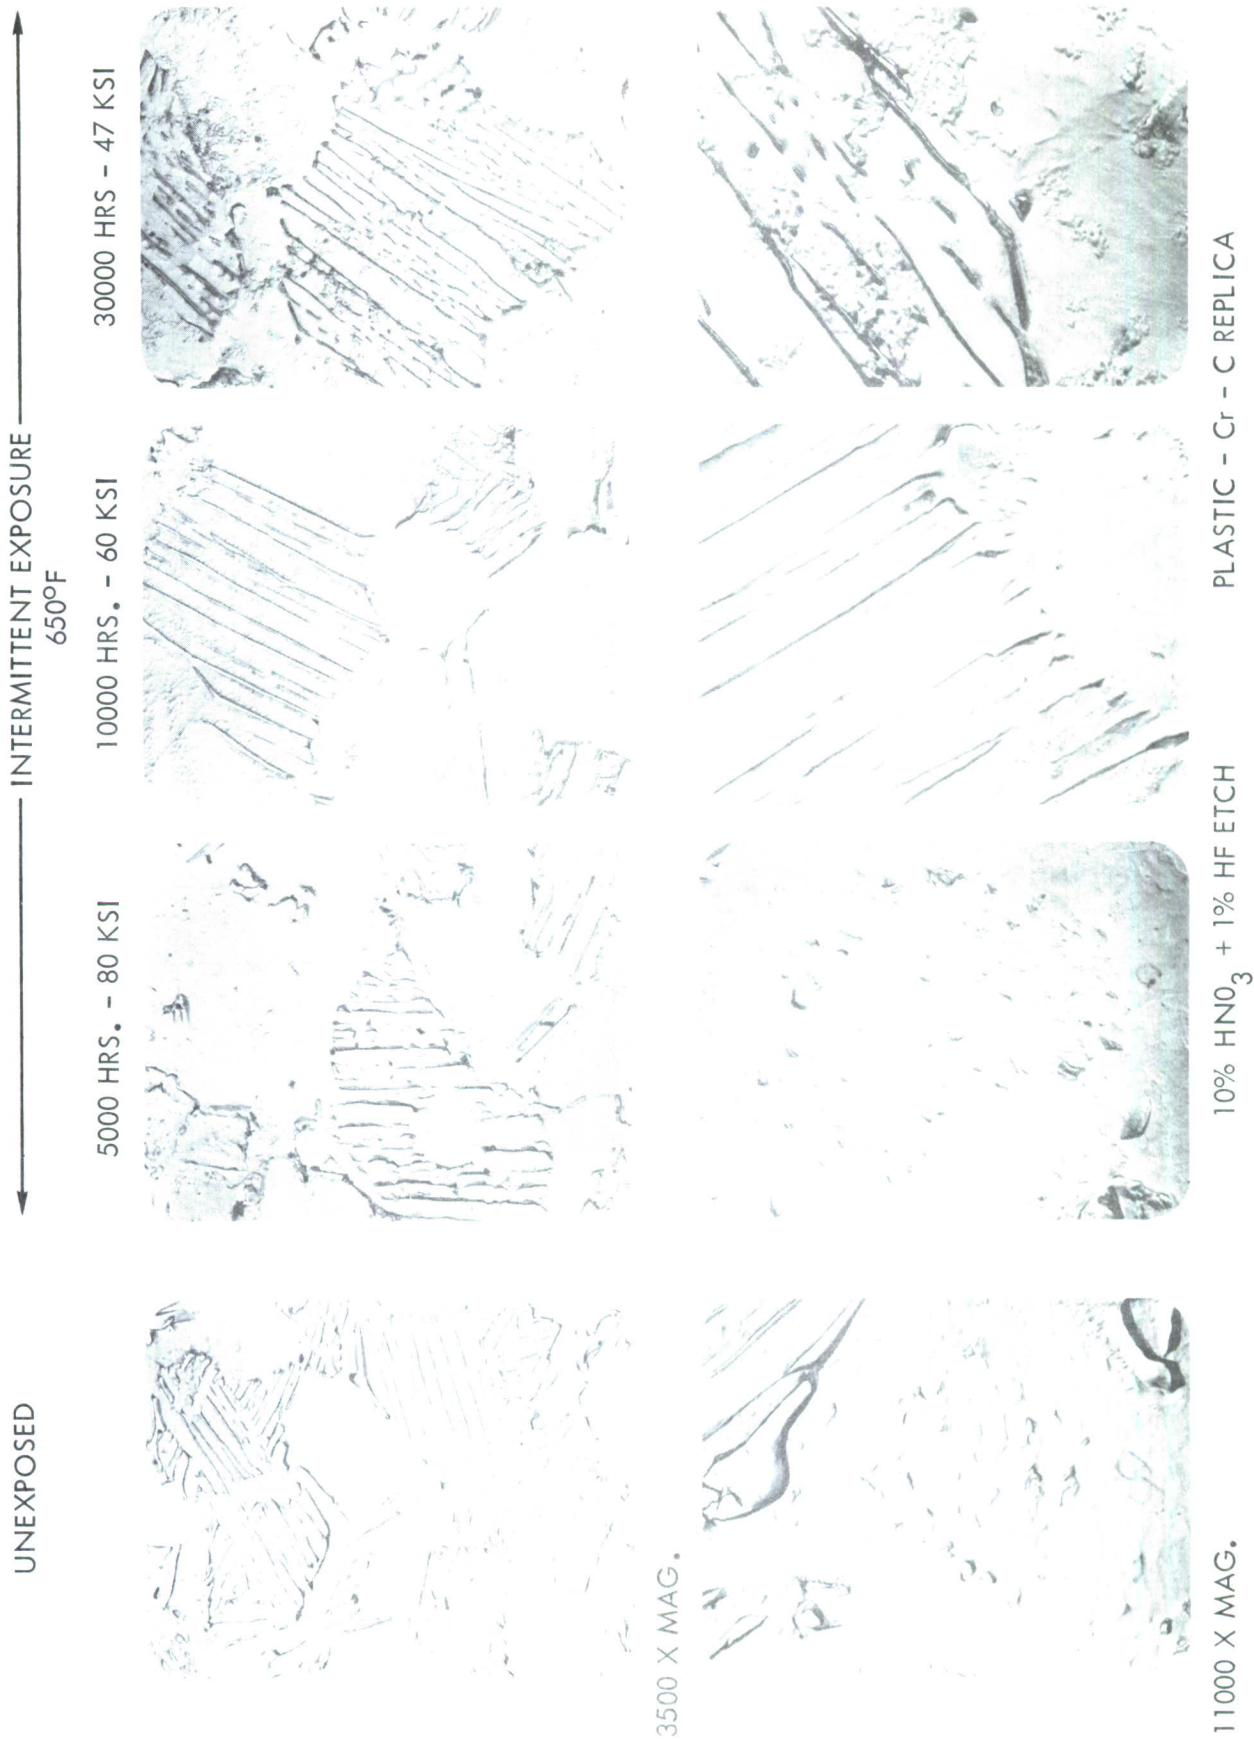 UNEXPOSED
INTERMITTENT EXPOSURE
650°F
5000 HRS. - 80 KSI
10000 HRS. - 60 KSI
30000 HRS - 47 KSI
3500 X MAG.
11000 X MAG.
10% HNO₃ + 1% HF ETCH
PLASTIC - Cr - C REPLICA